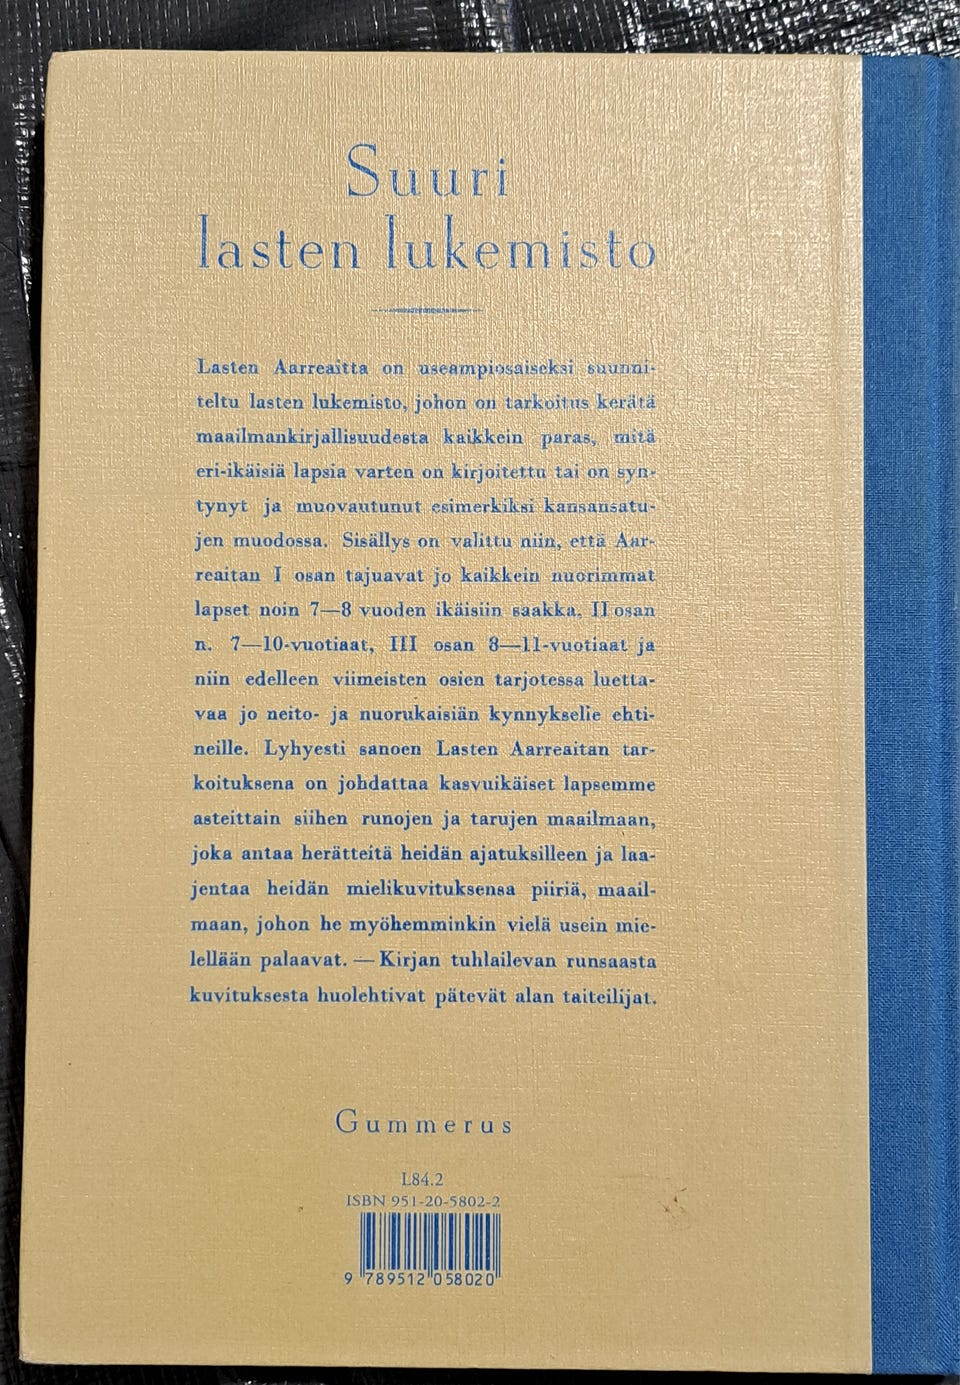 Suuri
lasten lukemisto
Lasten Aarreaitta on useampiosaiseksi suunni-
teltu lasten lukemisto, johon on tarkoitus kerätä
maailmankirjallisuudesta kaikkein paras, mitä
eri-ikäisiä lapsia varten on kirjoitettu tai on syn-
tynyt ja muovautunut esimerkiksi kansansatu-
jen muodossa. Sisällys on valittu niin, että Aar-
reaitan I osan tajuavat jo kaikkein nuorimmat
lapset noin 7—8 vuoden ikäisiin saakka, II osan
n. 7—10-vuotiaat, III osan 8—11-vuotiaat ja
niin edelleen viimeisten osien tarjotessa luetta-
vaa jo neito- ja nuorukaisiän kynnykselle ehti-
neille. Lyhyesti sanoen Lasten Aarreaitan tar-
koituksena on johdattaa kasvuikäiset lapsemme
asteittain siihen runojen ja tarujen maailmaan,
joka antaa herätteitä heidän ajatuksilleen ja laa-
jentaa heidän mielikuvituksensa piiriä, maail-
maan, johon he myöhemminkin vielä usein mie-
lellään palaavat. — Kirjan tuhlailevan runsaasta
kuvituksesta huolehtivat pätevät alan taiteilijat.
Gummerus
L84.2
ISBN 951-20-5802-2
9 789512 058020